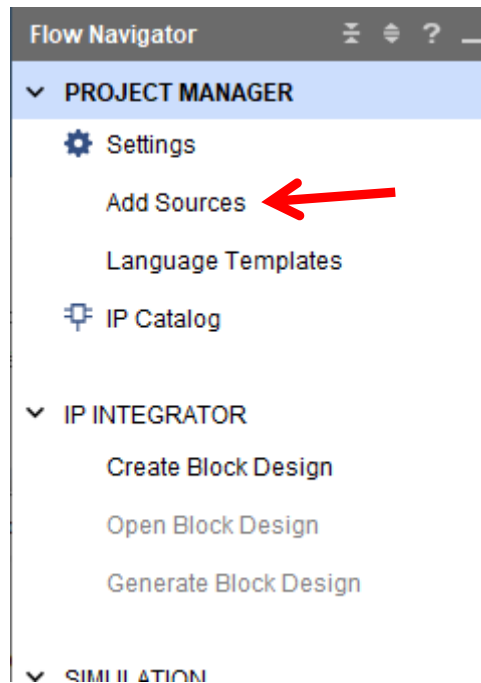 Flow Navigator ?
PROJECT MANAGER
Settings
Add Sources
Language Templates
IP Catalog
IP INTEGRATOR
Create Block Design
Open Block Design
Generate Block Design
SIMULATION